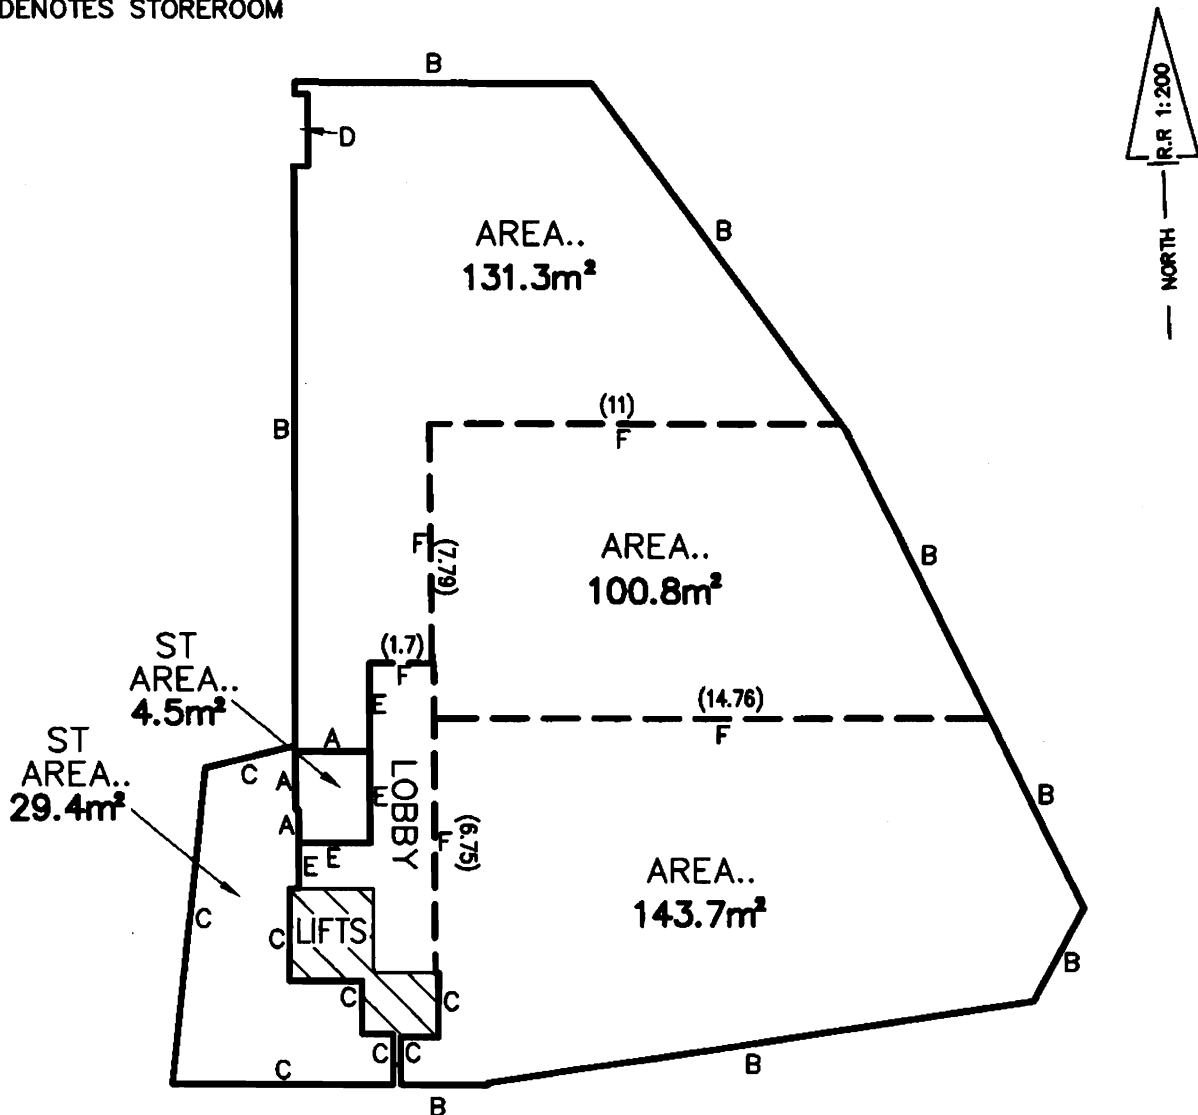 DENOTES STOREROOM
B
R.R 1:200
NORTH
D
AREA..
131.3m²
B
B
(11)
F
F
(7.79)
AREA..
100.8m²
B
ST
AREA..
4.5m²
(1.7)
F
E
(14.76)
F
ST
AREA..
29.4m²
A
C
A
E
LOBBY
B
A
E
E
F
(6.75)
AREA..
143.7m²
C
C
LIFTS
B
C
C
C
C
C
B
B